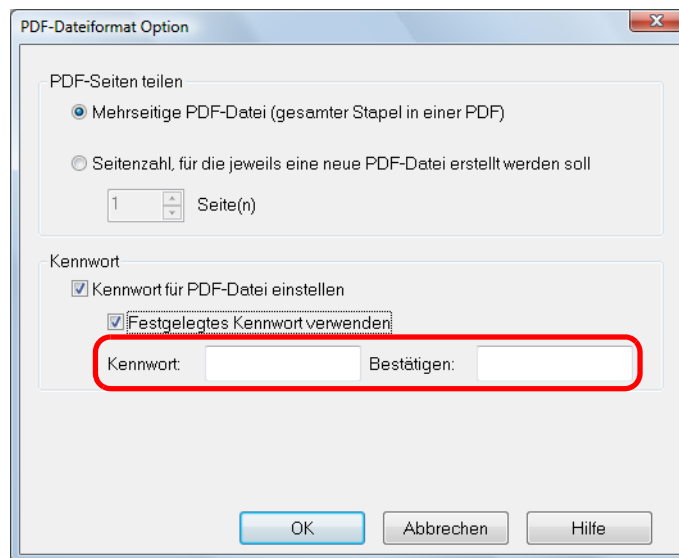 PDF-Dateiformat Option
PDF-Seiten teilen
Mehrseitige PDF-Datei (gesamter Stapel in einer PDF)
Seitenzahl, für die jeweils eine neue PDF-Datei erstellt werden soll
1 Seite(n)
Kennwort
Kennwort für PDF-Datei einstellen
Festgelegtes Kennwort verwenden
Kennwort: Bestätigen:
OK Abbrechen Hilfe